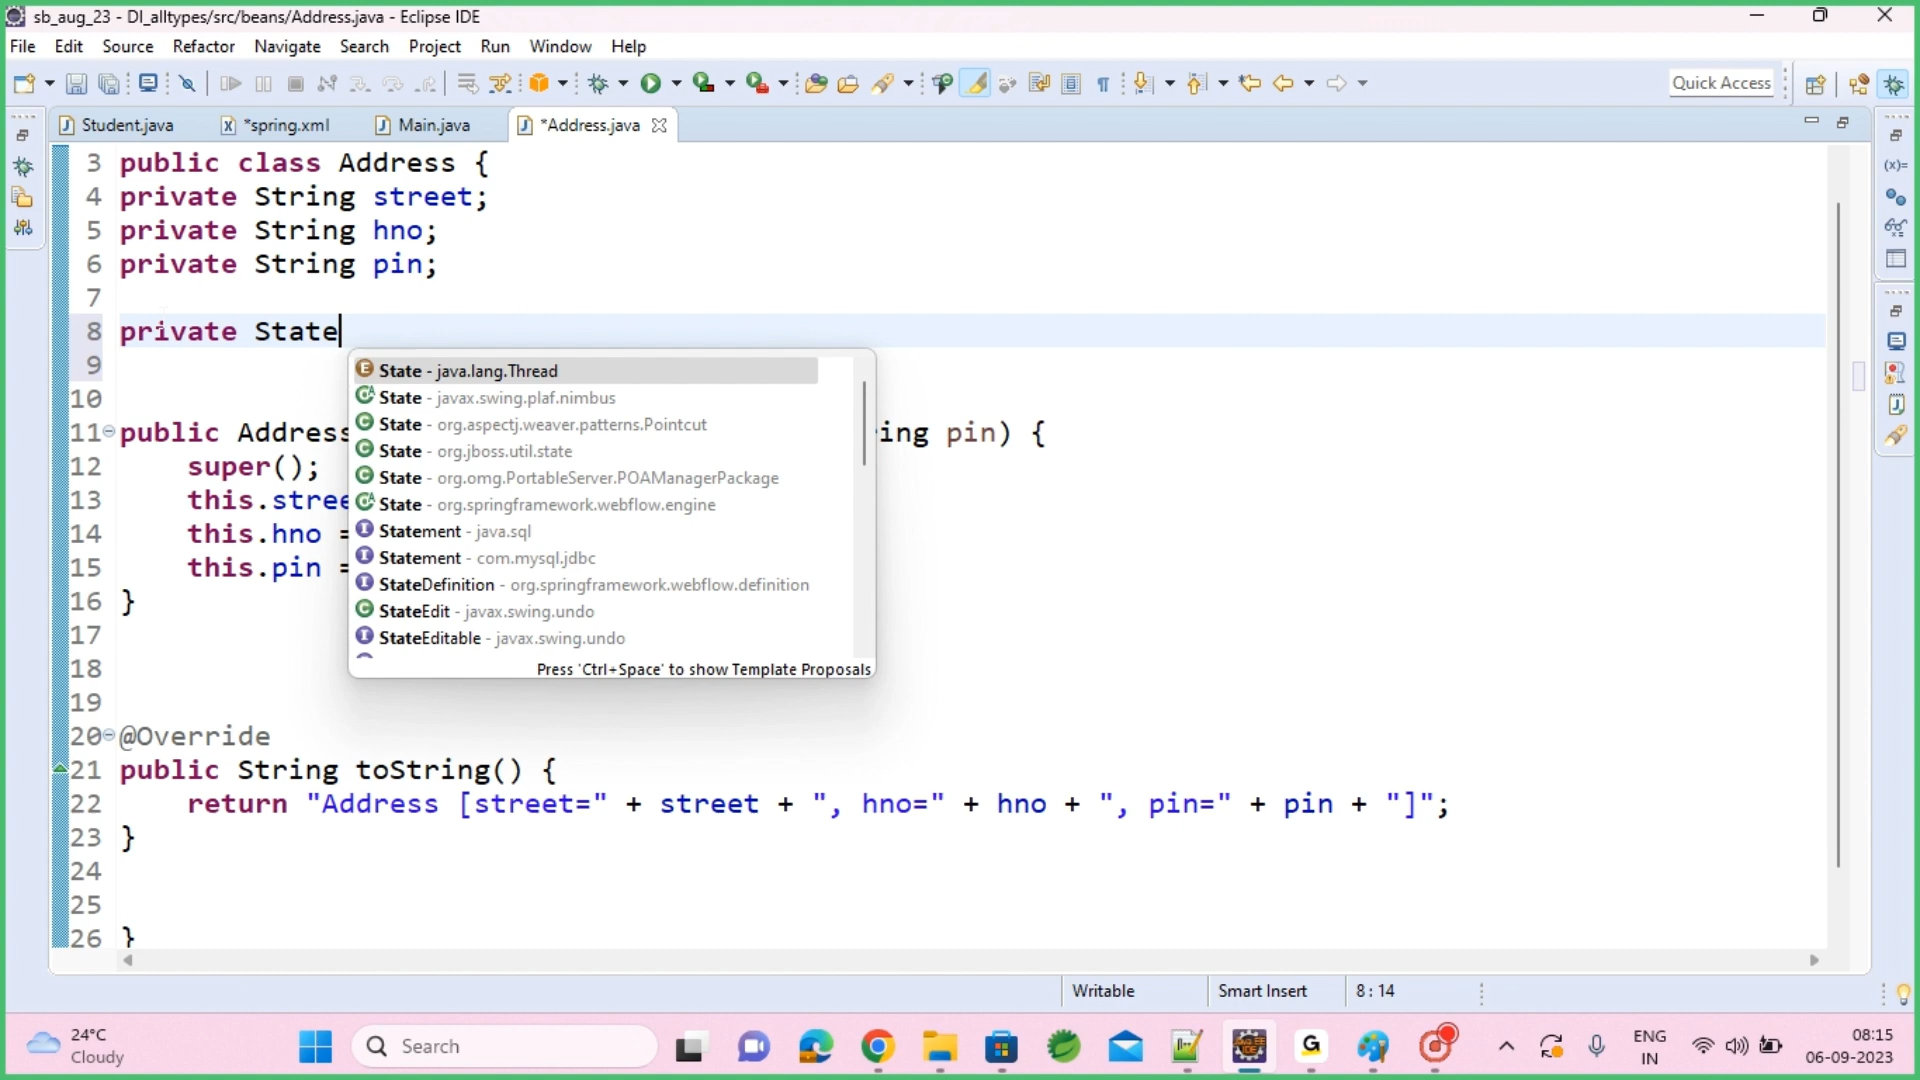 sb_aug_23 - DI_alltypes/src/beans/Address.java - Eclipse IDE
File Edit Source Refactor Navigate Search Project Run Window Help
Quick Access
Student.java *spring.xml Main.java *Address.java
3 public class Address {
4 private String street;
5 private String hno;
6 private String pin;
7
8 private State
9
10
11 public Address ing pin) {
12 super();
13 this.stree
14 this.hno =
15 this.pin =
16 }
17
18
19
20 @Override
21 public String toString() {
22 return "Address [street=" + street + ", hno=" + hno + ", pin=" + pin + "]";
23 }
24
25
26 }
State - java.lang.Thread
State - javax.swing.plaf.nimbus
State - org.aspectj.weaver.patterns.Pointcut
State - org.jboss.util.state
State - org.omg.PortableServer.POAManagerPackage
State - org.springframework.webflow.engine
Statement - java.sql
Statement - com.mysql.jdbc
StateDefinition - org.springframework.webflow.definition
StateEdit - javax.swing.undo
StateEditable - javax.swing.undo
Press 'Ctrl+Space' to show Template Proposals
Writable Smart Insert 8 : 14
24°C
Cloudy
Search
ENG
IN
08:15
06-09-2023